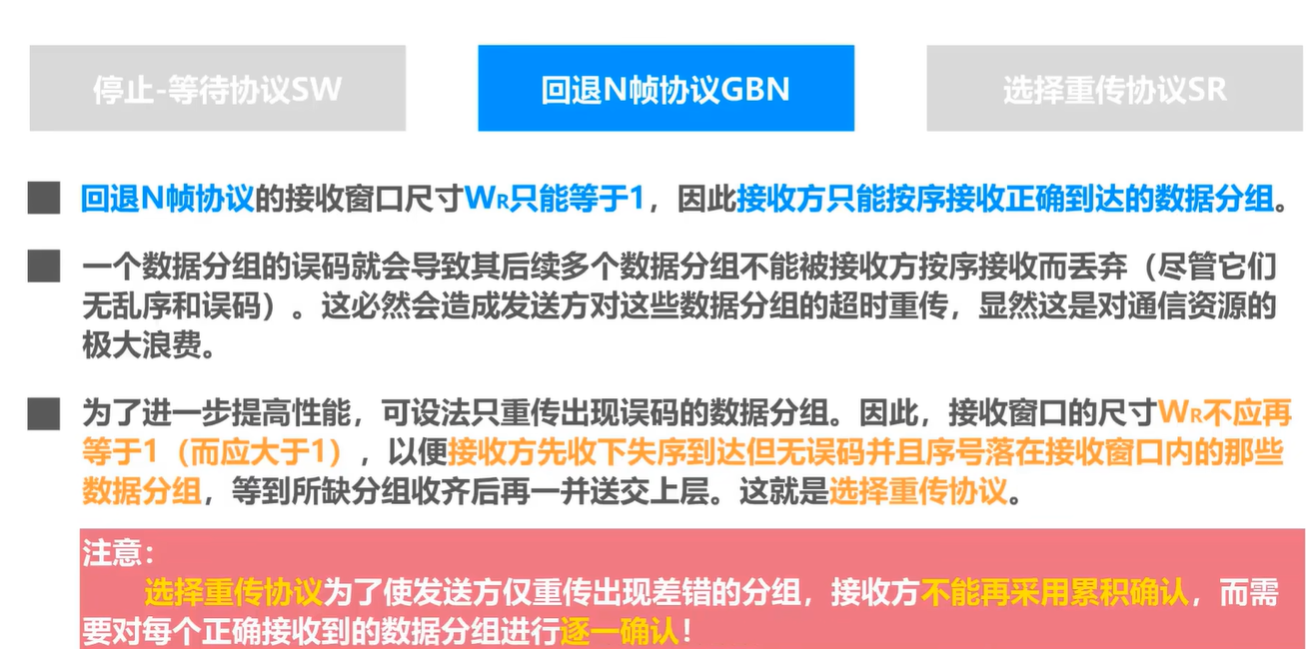 停止-等待协议SW
回退N帧协议GBN
选择重传协议SR
回退N帧协议的接收窗口尺寸WR只能等于1，因此接收方只能按序接收正确到达的数据分组。
一个数据分组的误码就会导致其后续多个数据分组不能被接收方按序接收而丢弃（尽管它们
无乱序和误码）。这必然会造成发送方对这些数据分组的超时重传，显然这是对通信资源的
极大浪费。
为了进一步提高性能，可设法只重传出现误码的数据分组。因此，接收窗口的尺寸WR不应再
等于1（而应大于1），以便接收方先收下失序到达但无误码并且序号落在接收窗口内的那些
数据分组，等到所缺分组收齐后再一并送交上层。这就是选择重传协议。
注意：
选择重传协议为了使发送方仅重传出现差错的分组，接收方不能再采用累积确认，而需
要对每个正确接收到的数据分组进行逐一确认！